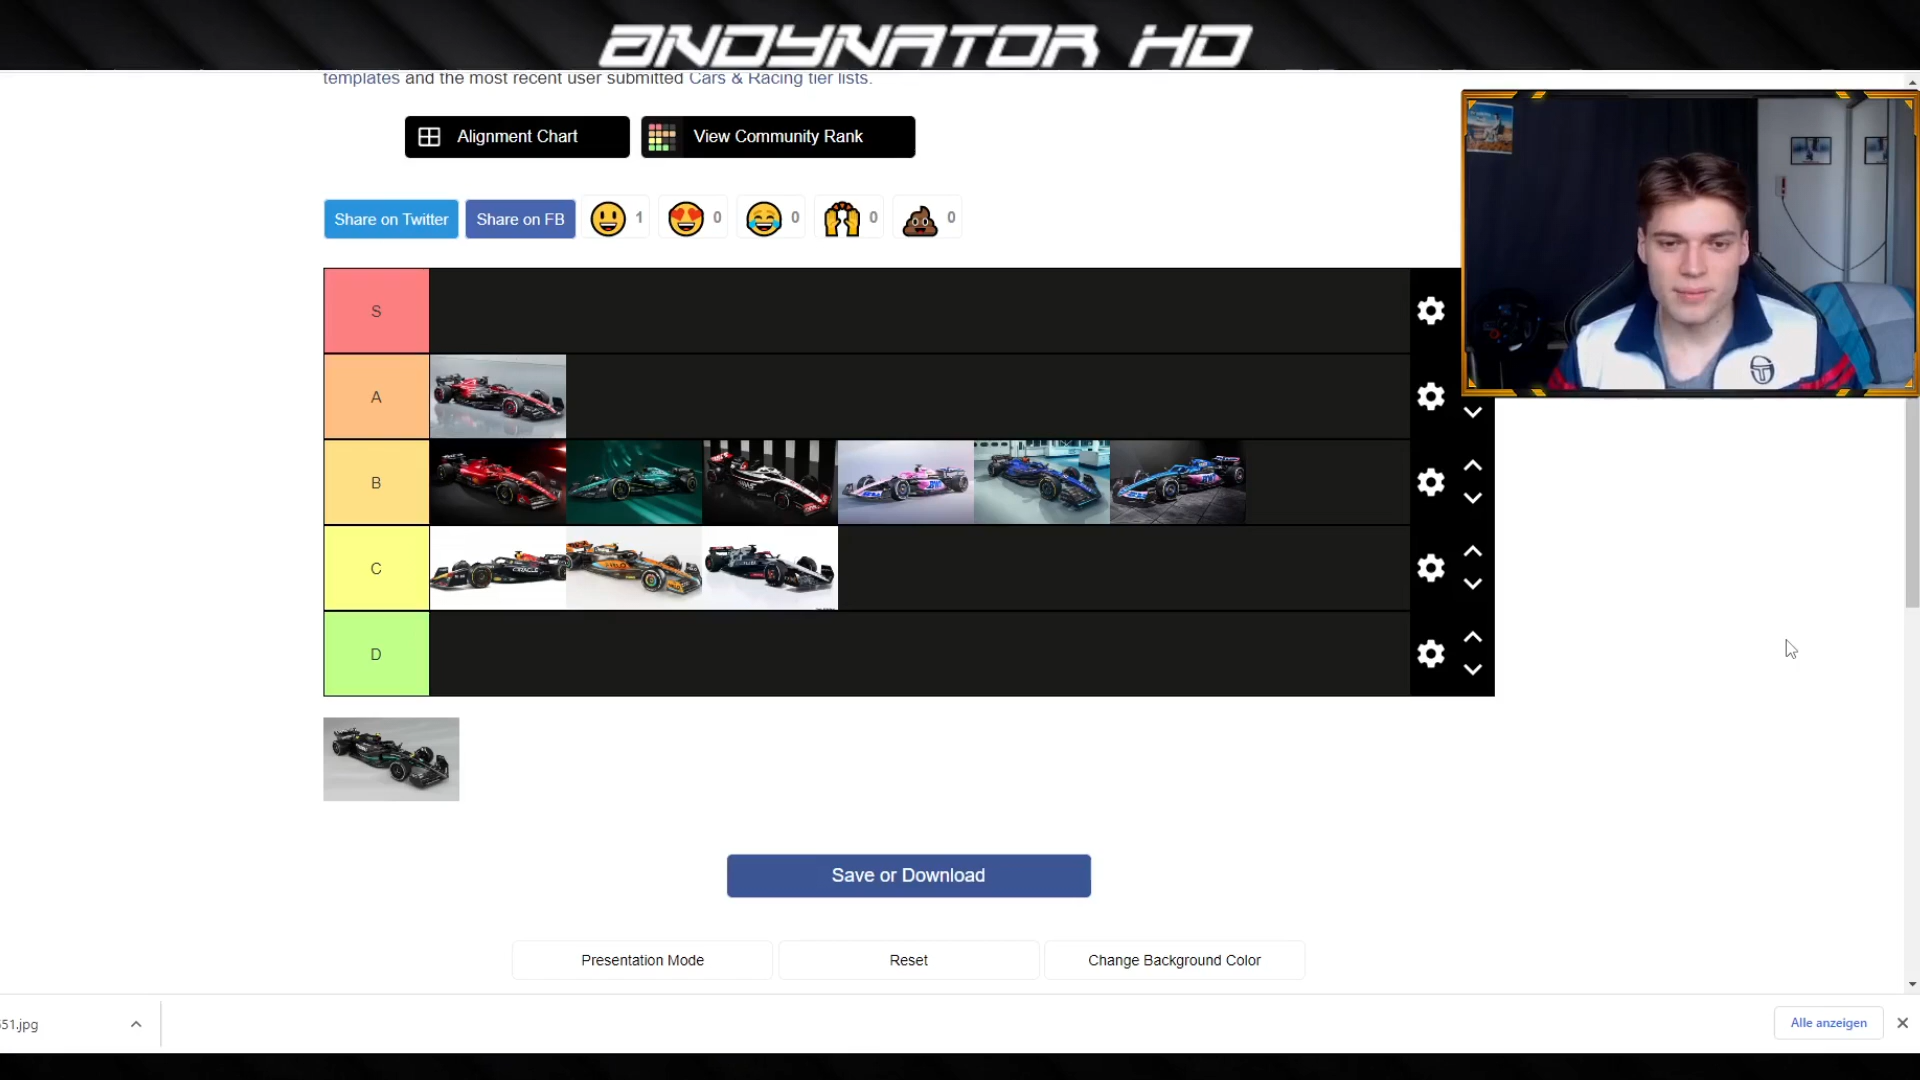 ANDYNATOR HD
templates and the most recent user submitted Cars & Racing tier lists.
Alignment Chart
View Community Rank
Share on Twitter
Share on FB
1
0
0
0
0
S
A
B
C
D
Save or Download
Presentation Mode
Reset
Change Background Color
51.jpg
Alle anzeigen